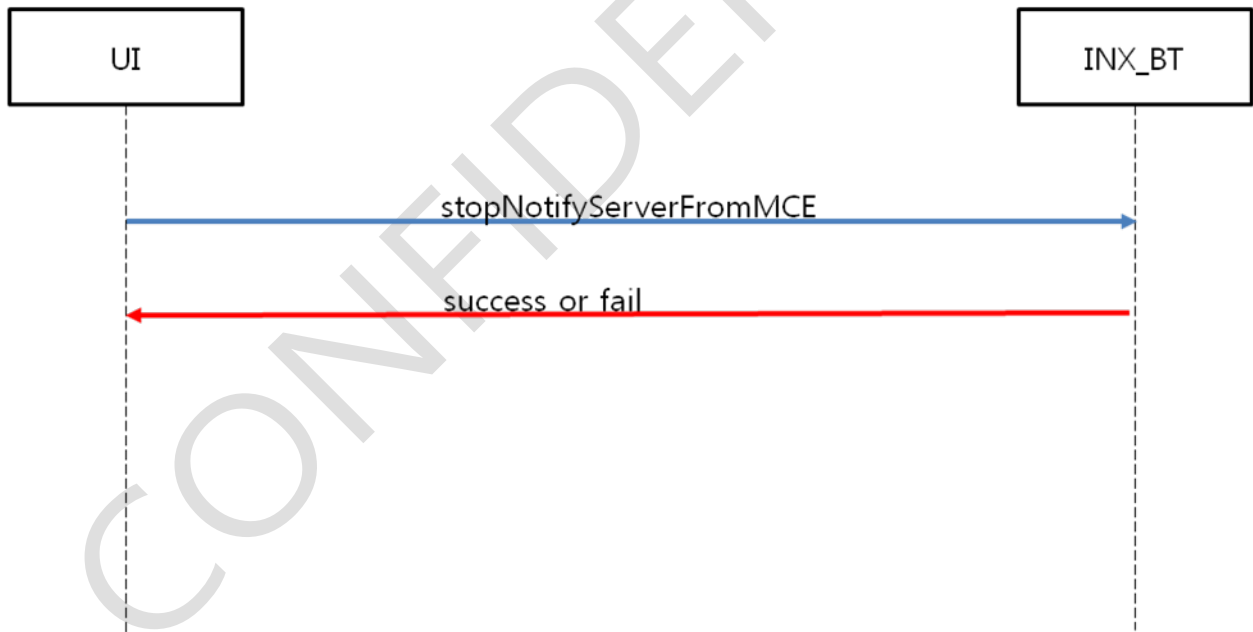 UI
INX_BT
stopNotifyServerFromMCE
success or fail
CONFIDE